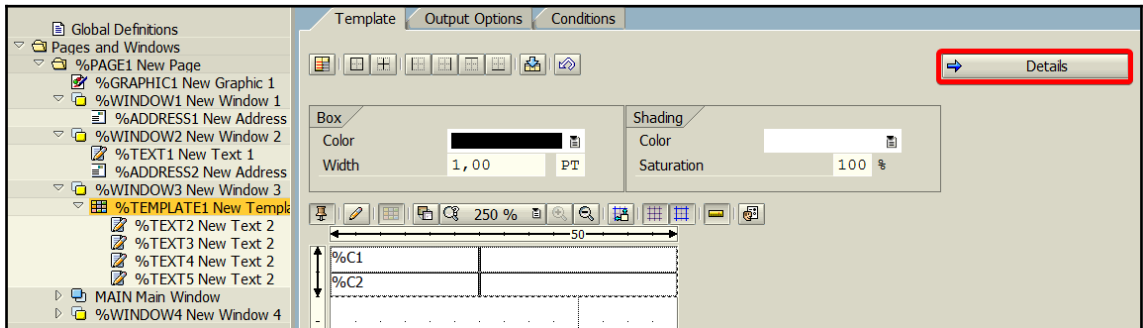 Global Definitions
Pages and Windows
%PAGE1 New Page
%GRAPHIC1 New Graphic 1
%WINDOW1 New Window 1
%ADDRESS1 New Address
%WINDOW2 New Window 2
%TEXT1 New Text 1
%ADDRESS2 New Address
%WINDOW3 New Window 3
%TEMPLATE1 New Templa
%TEXT2 New Text 2
%TEXT3 New Text 2
%TEXT4 New Text 2
%TEXT5 New Text 2
MAIN Main Window
%WINDOW4 New Window 4
Template Output Options Conditions
Details
Box
Color
Width 1,00 PT
Shading
Color
Saturation 100 %
250 %
50
%C1
%C2